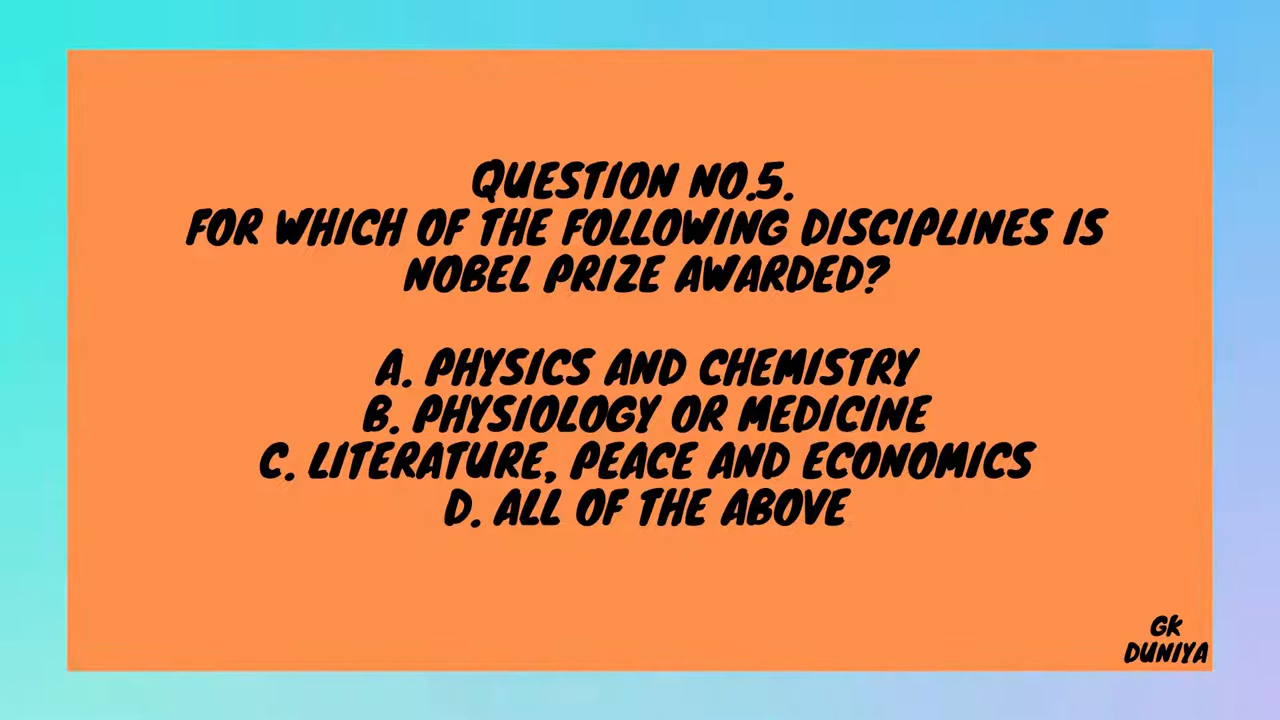 QUESTION NO.5.
FOR WHICH OF THE FOLLOWING DISCIPLINES IS
NOBEL PRIZE AWARDED?
A. PHYSICS AND CHEMISTRY
B. PHYSIOLOGY OR MEDICINE
C. LITERATURE, PEACE AND ECONOMICS
D. ALL OF THE ABOVE
GK
DUNIYA